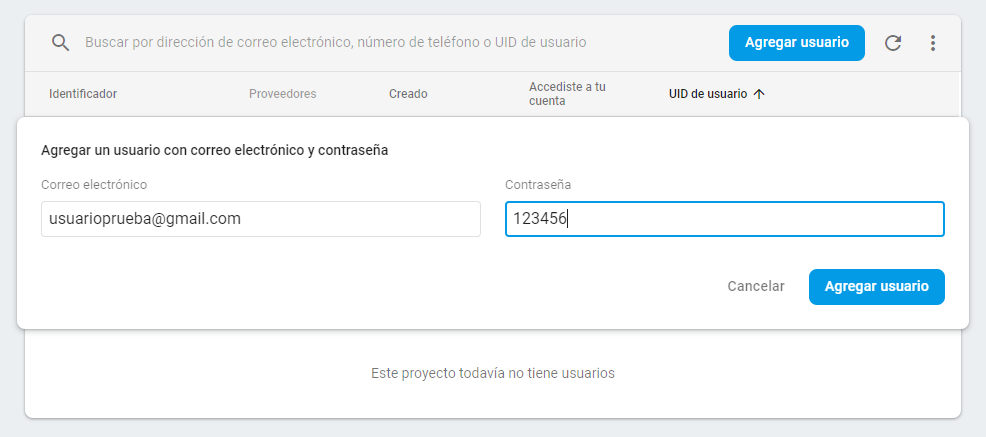 Buscar por dirección de correo electrónico, número de teléfono o UID de usuario
Agregar usuario
Identificador
Proveedores
Creado
Accediste a tu
cuenta
UID de usuario
Agregar un usuario con correo electrónico y contraseña
Correo electrónico
Contraseña
usuarioprueba@gmail.com
123456
Cancelar
Agregar usuario
Este proyecto todavía no tiene usuarios